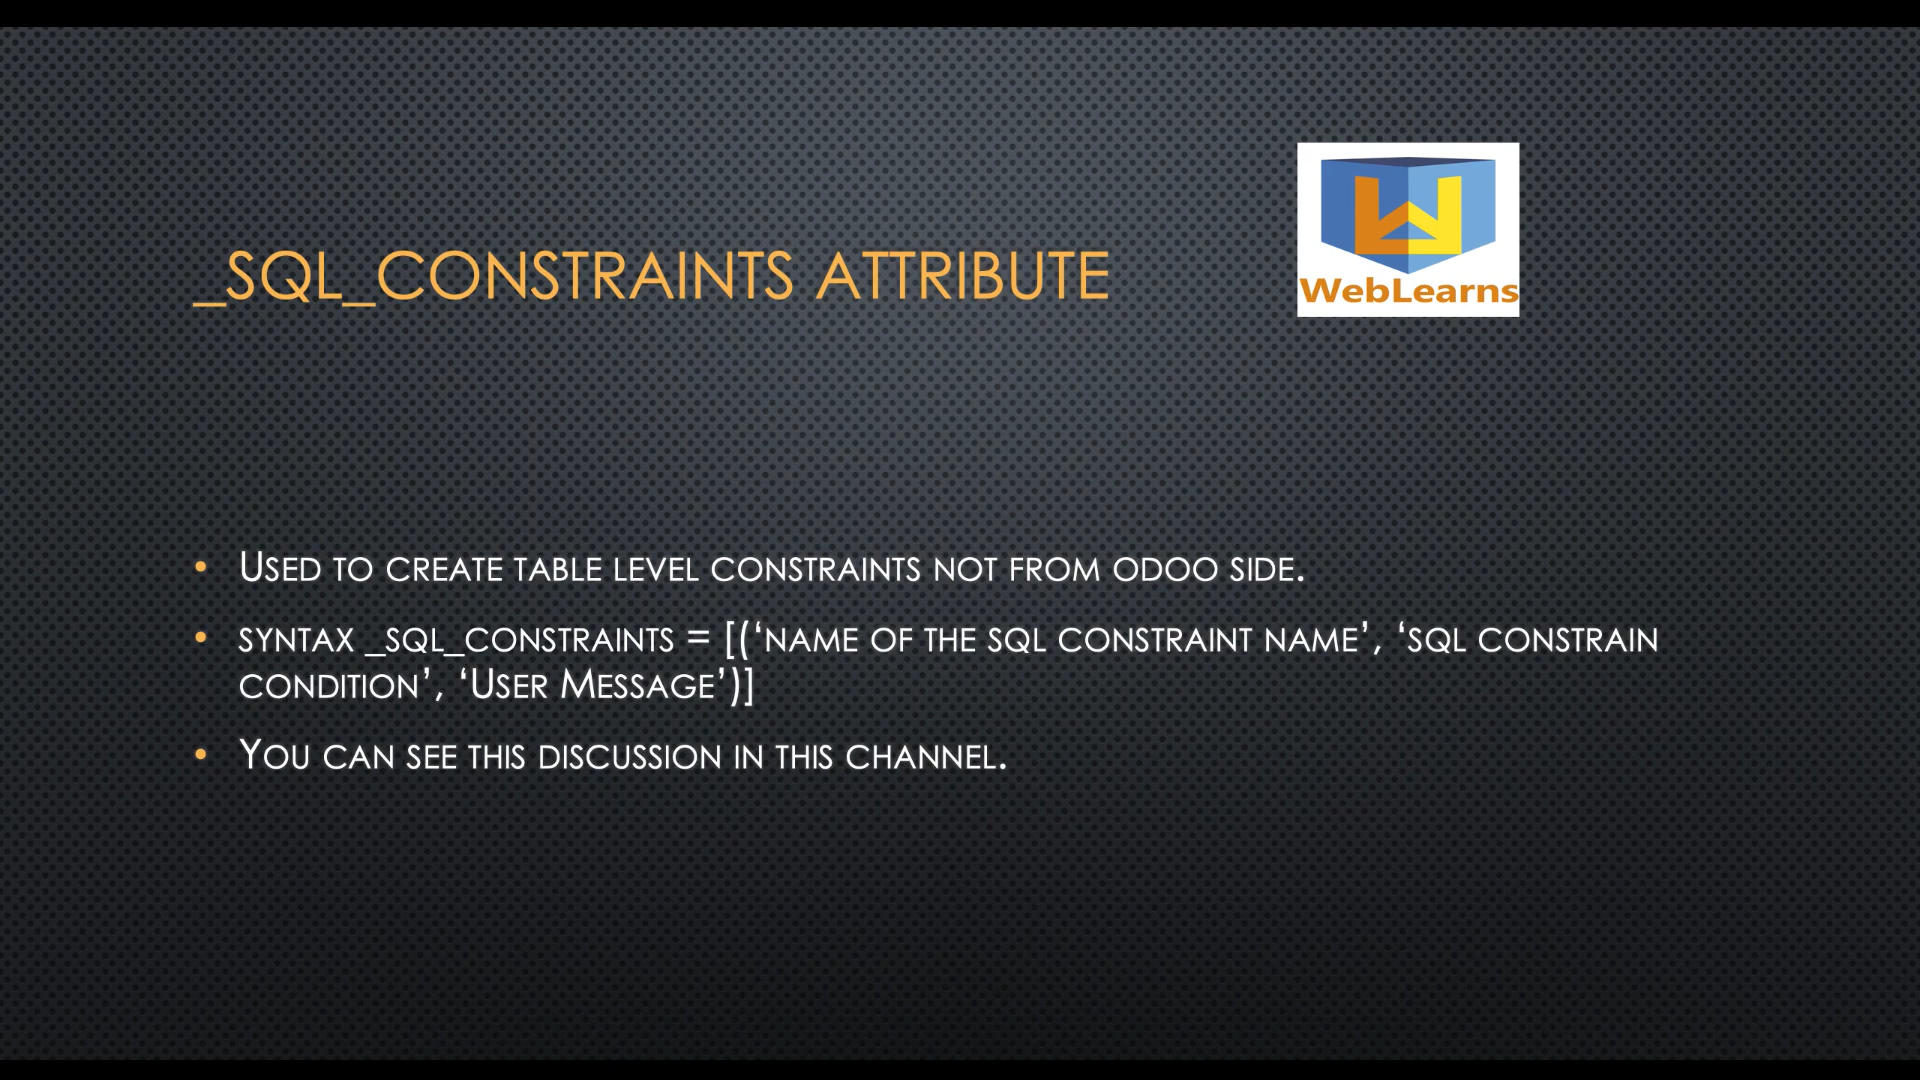 _SQL_CONSTRAINTS ATTRIBUTE
WebLearns
• Used to create table level constraints not from odoo side.
• syntax _sql_constraints = [(‘name of the sql constraint name’, ‘sql constrain
condition’, ‘User Message’)]
• You can see this discussion in this channel.